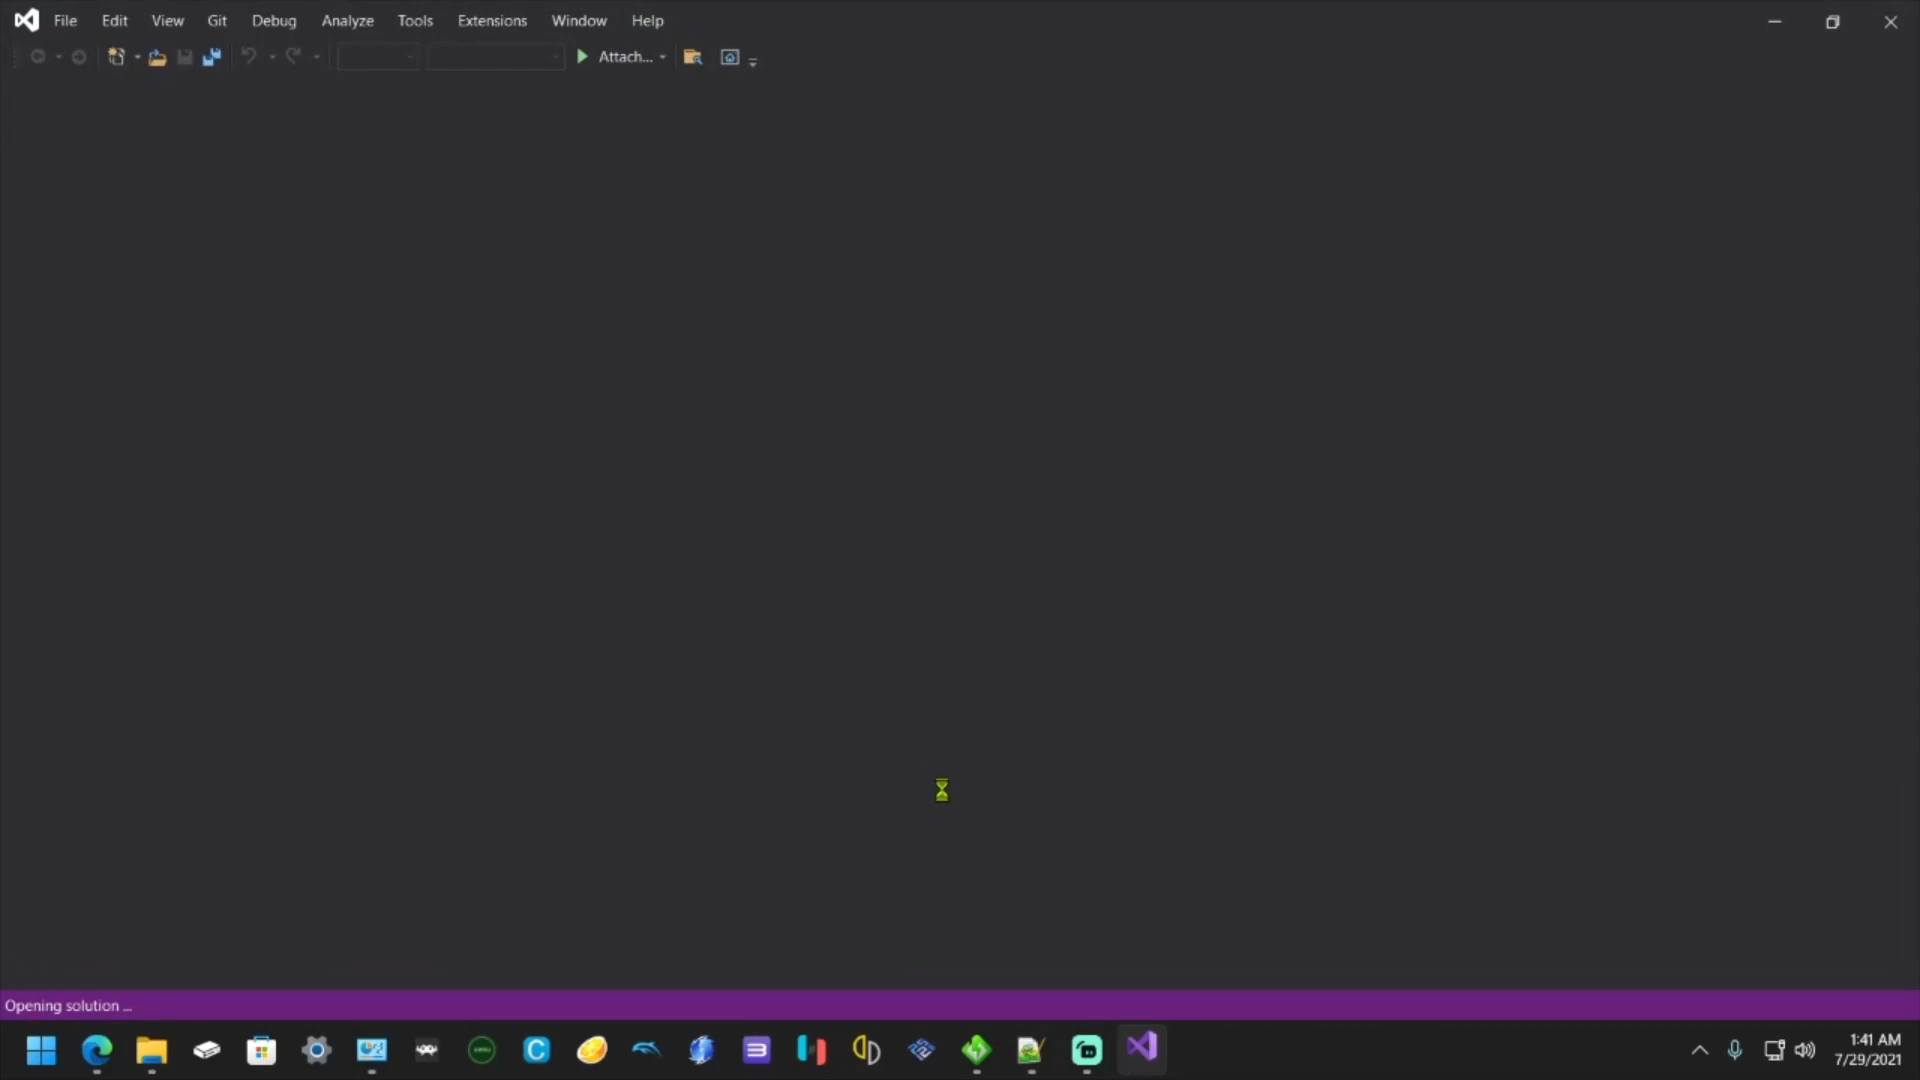 File Edit View Git Debug Analyze Tools Extensions Window Help
Attach...
Opening solution ...
1:41 AM
7/29/2021